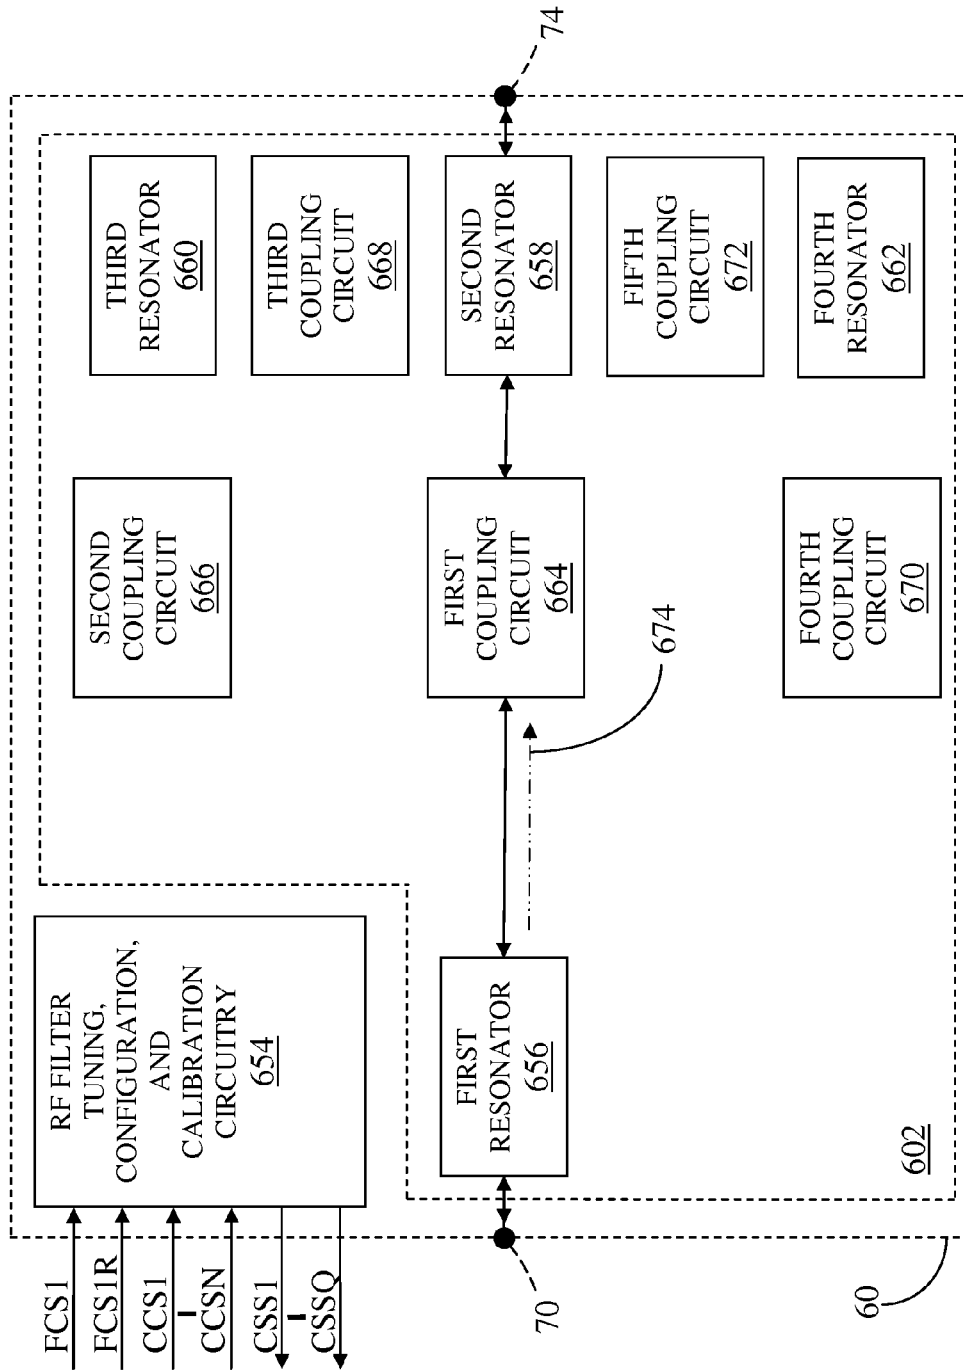 FCS1
FCS1R
CCS1
CCSN
CSS1
CSSQ
RF FILTER
TUNING,
CONFIGURATION,
AND
CALIBRATION
CIRCUITRY
654
SECOND
COUPLING
CIRCUIT
666
THIRD
RESONATOR
660
THIRD
COUPLING
CIRCUIT
668
70
FIRST
RESONATOR
656
674
FIRST
COUPLING
CIRCUIT
664
SECOND
RESONATOR
658
74
FIFTH
COUPLING
CIRCUIT
672
FOURTH
COUPLING
CIRCUIT
670
FOURTH
RESONATOR
662
602
60